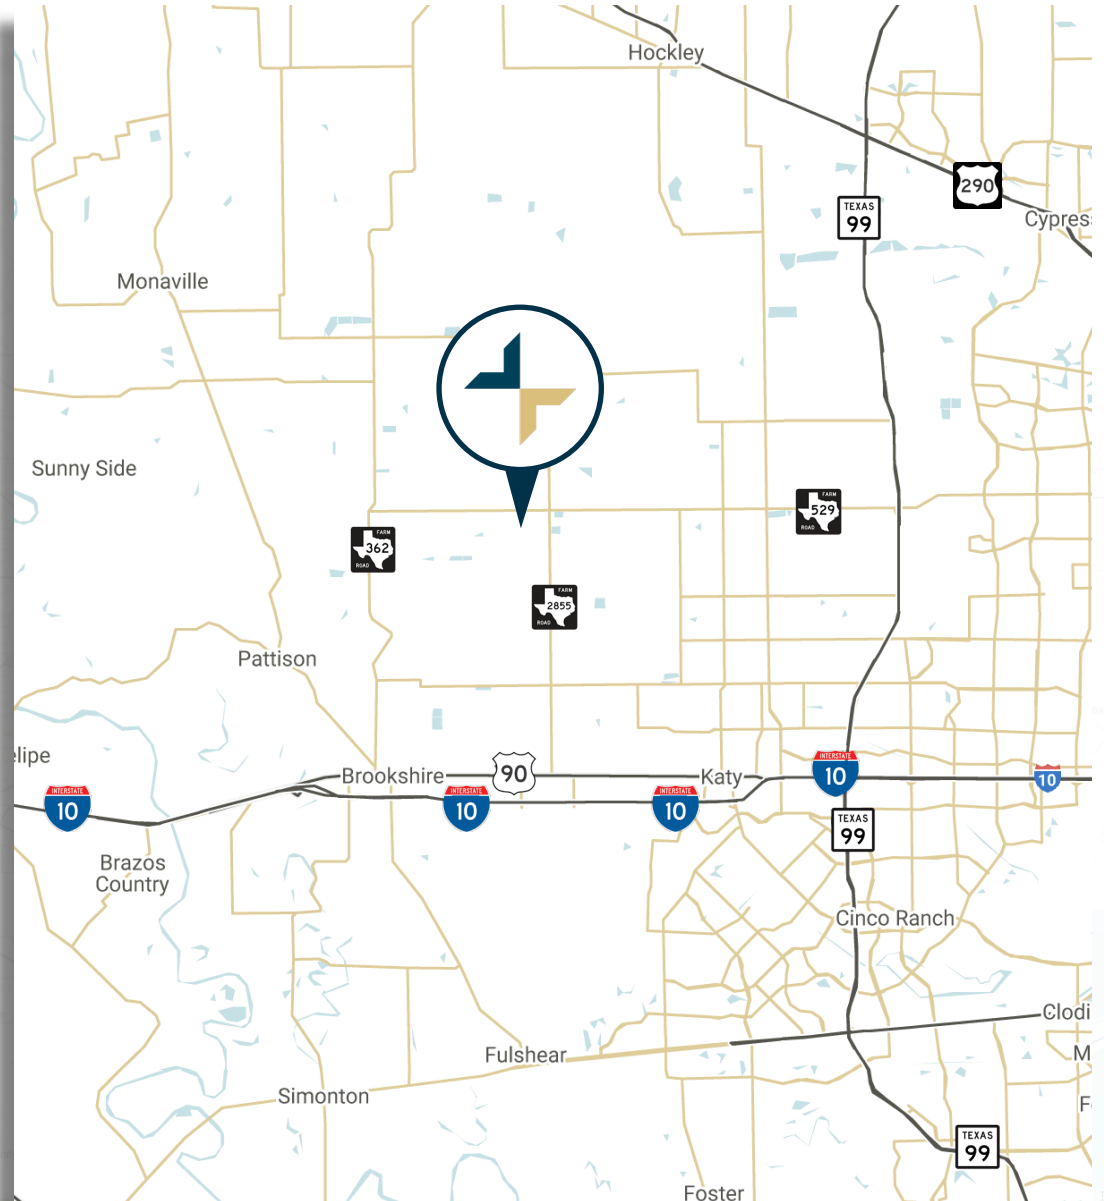 Hockley
290
TEXAS
99
Cypres
Monaville
Sunny Side
FARM
529
ROAD
FARM
362
ROAD
FARM
2855
ROAD
Pattison
elipe
Brookshire
90
Katy
INTERSTATE
10
INTERSTATE
10
INTERSTATE
10
INTERSTATE
10
10
TEXAS
99
Brazos
Country
Cinco Ranch
Clodi
Fulshear
M
Simonton
F
TEXAS
99
Foster